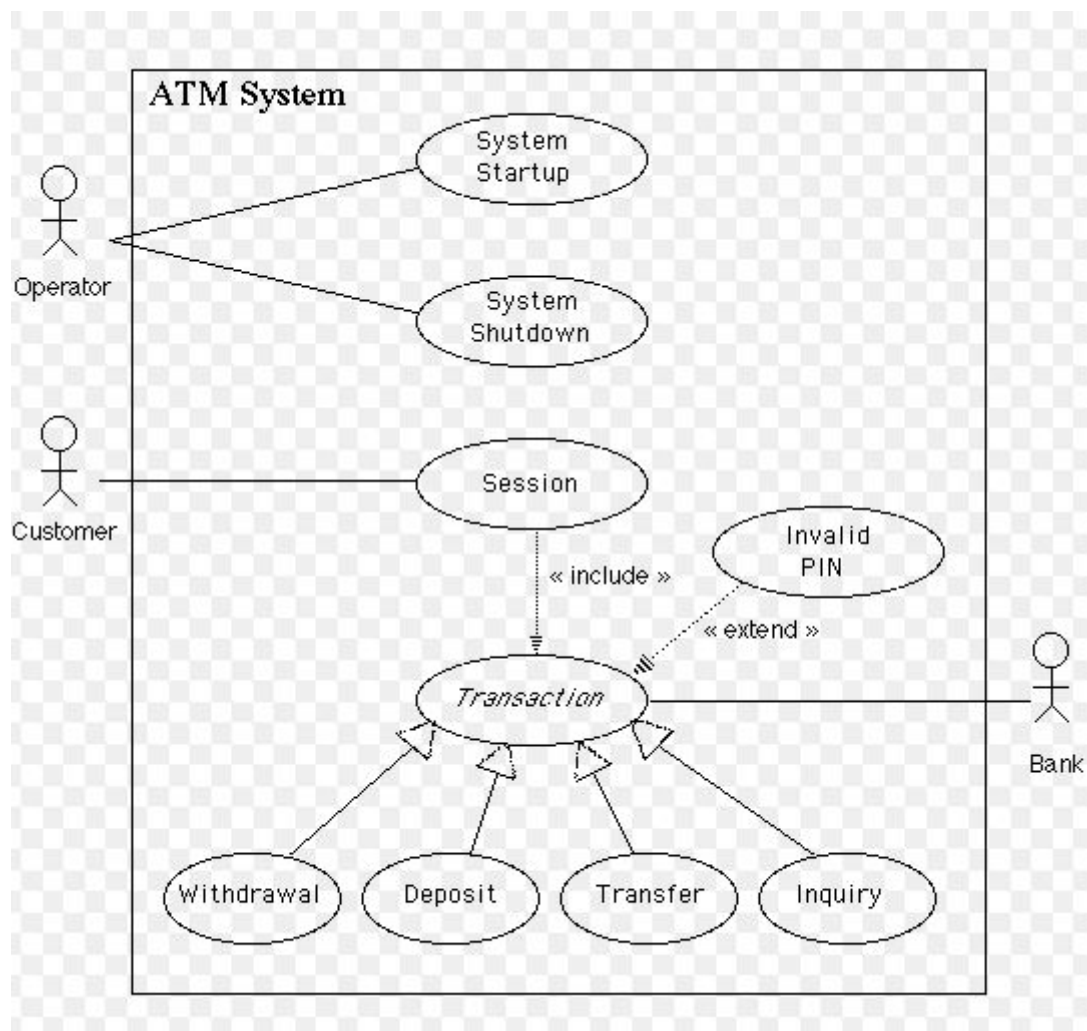 ATM System
System
Startup
Operator
System
Shutdown
Customer
Session
Invalid
PIN
« include »
« extend »
Transaction
Bank
Withdrawal
Deposit
Transfer
Inquiry